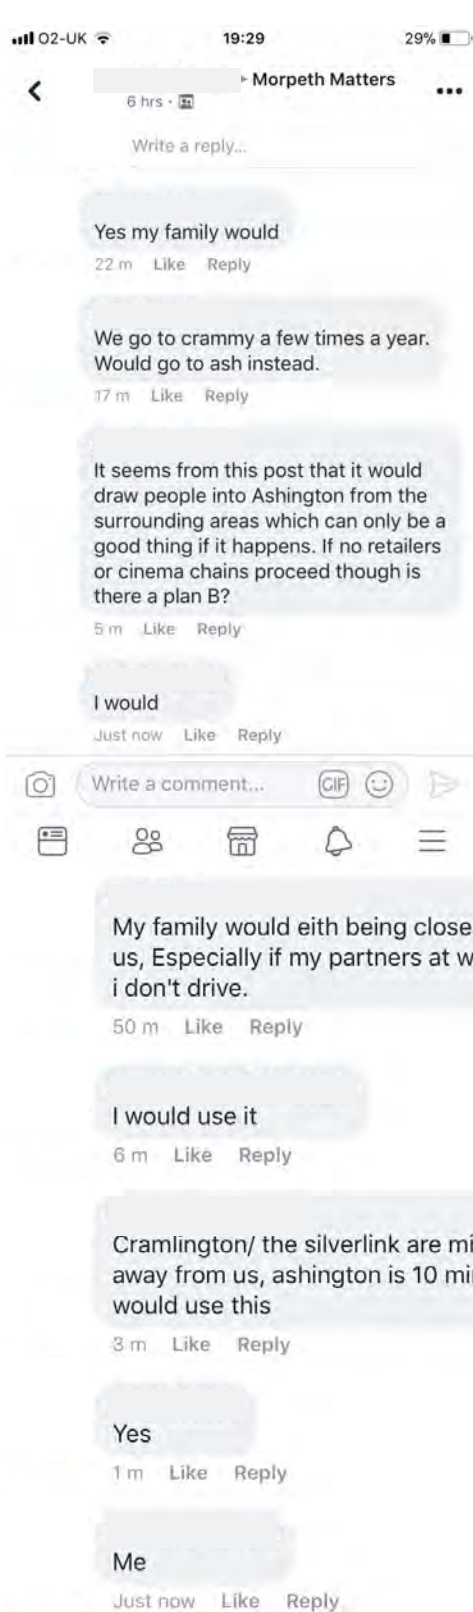 O2-UK 19:29 29%
Morpeth Matters
6 hrs ·
Write a reply...
Yes my family would
22 m Like Reply
We go to crammy a few times a year.
Would go to ash instead.
17 m Like Reply
It seems from this post that it would
draw people into Ashington from the
surrounding areas which can only be a
good thing if it happens. If no retailers
or cinema chains proceed though is
there a plan B?
5 m Like Reply
I would
Just now Like Reply
Write a comment... GIF
My family would eith being close
us, Especially if my partners at w
i don't drive.
50 m Like Reply
I would use it
6 m Like Reply
Cramlington/ the silverlink are mi
away from us, ashington is 10 min
would use this
3 m Like Reply
Yes
1 m Like Reply
Me
Just now Like Reply